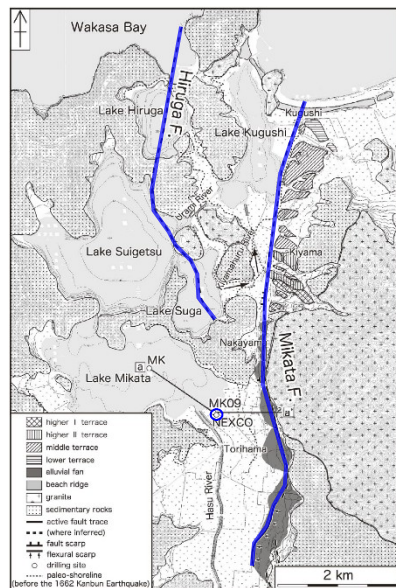 Wakasa Bay
Hiruga F.
Lake Hiruga
Kugushi
Lake Kugushi
Urami River
Kiyama
Lake Suigetsu
Lake Suga
Nakayama
Mikata F.
a
MK
Lake Mikata
MK09
a'
NEXCO
Torihama
Hasu River
higher I terrace
higher II terrace
middle terrace
lower terrace
alluvial fan
beach ridge
granite
sedimentary rocks
active fault trace
(where inferred)
fault scarp
flexural scarp
drilling site
paleo-shoreline
(before the 1662 Kanbun Earthquake)
2 km